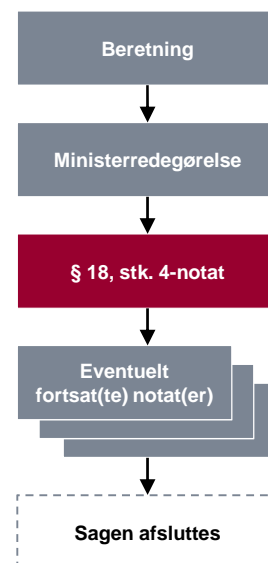 Beretning
Ministerredegørelse
§ 18, stk. 4-notat
Eventuelt
fortsat(te) notat(er)
Sagen afsluttes